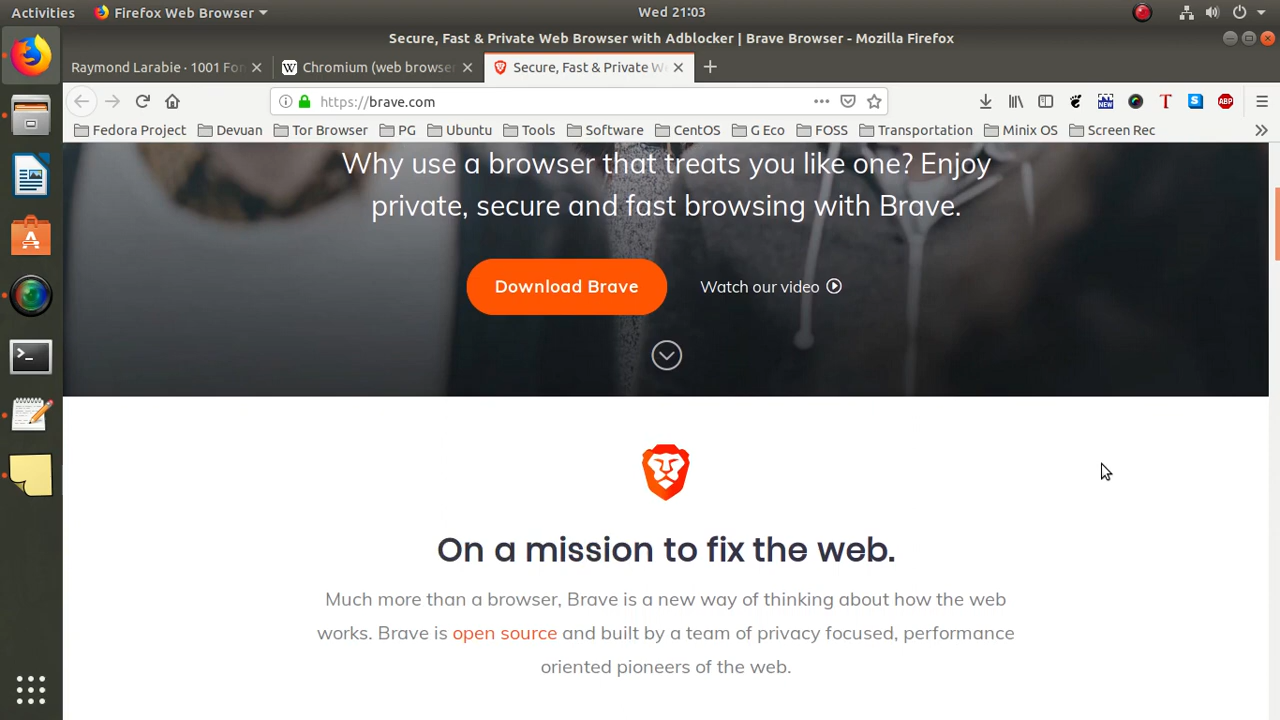 Activities Firefox Web Browser Wed 21:03
Secure, Fast & Private Web Browser with Adblocker | Brave Browser - Mozilla Firefox
Raymond Larabie · 1001 Fon Chromium (web browse Secure, Fast & Private W
https://brave.com
Fedora Project Devuan Tor Browser PG Ubuntu Tools Software CentOS G Eco FOSS Transportation Minix OS Screen Rec
Why use a browser that treats you like one? Enjoy
private, secure and fast browsing with Brave.
Download Brave Watch our video
On a mission to fix the web.
Much more than a browser, Brave is a new way of thinking about how the web
works. Brave is open source and built by a team of privacy focused, performance
oriented pioneers of the web.